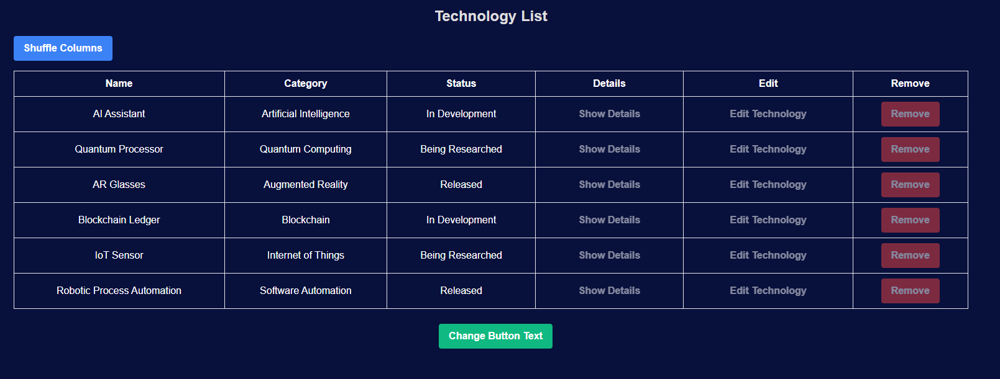 Technology List
Shuffle Columns
Name Category Status Details Edit Remove
AI Assistant Artificial Intelligence In Development Show Details Edit Technology Remove
Quantum Processor Quantum Computing Being Researched Show Details Edit Technology Remove
AR Glasses Augmented Reality Released Show Details Edit Technology Remove
Blockchain Ledger Blockchain In Development Show Details Edit Technology Remove
IoT Sensor Internet of Things Being Researched Show Details Edit Technology Remove
Robotic Process Automation Software Automation Released Show Details Edit Technology Remove
Change Button Text